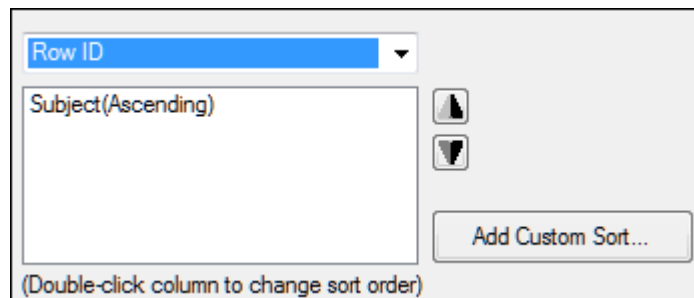 Row ID
Subject(Ascending)
Add Custom Sort...
(Double-click column to change sort order)